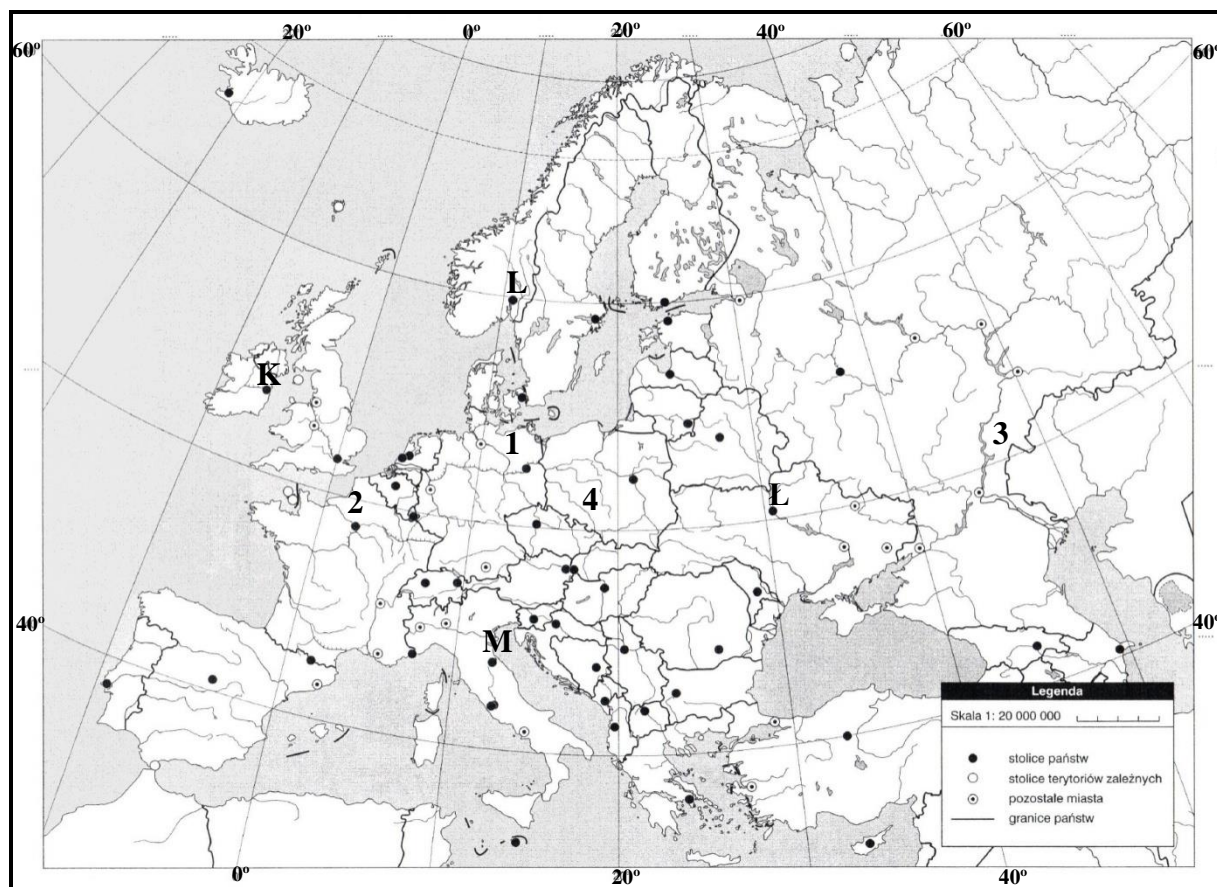 20º 0º 20º 40º 60º
60º 60º
L
K
1
3
2 4 Ł
40º 40º
M
Legenda
Skala 1: 20 000 000
stolice państw
stolice terytoriów zależnych
pozostałe miasta
granice państw
0º 20º 40º